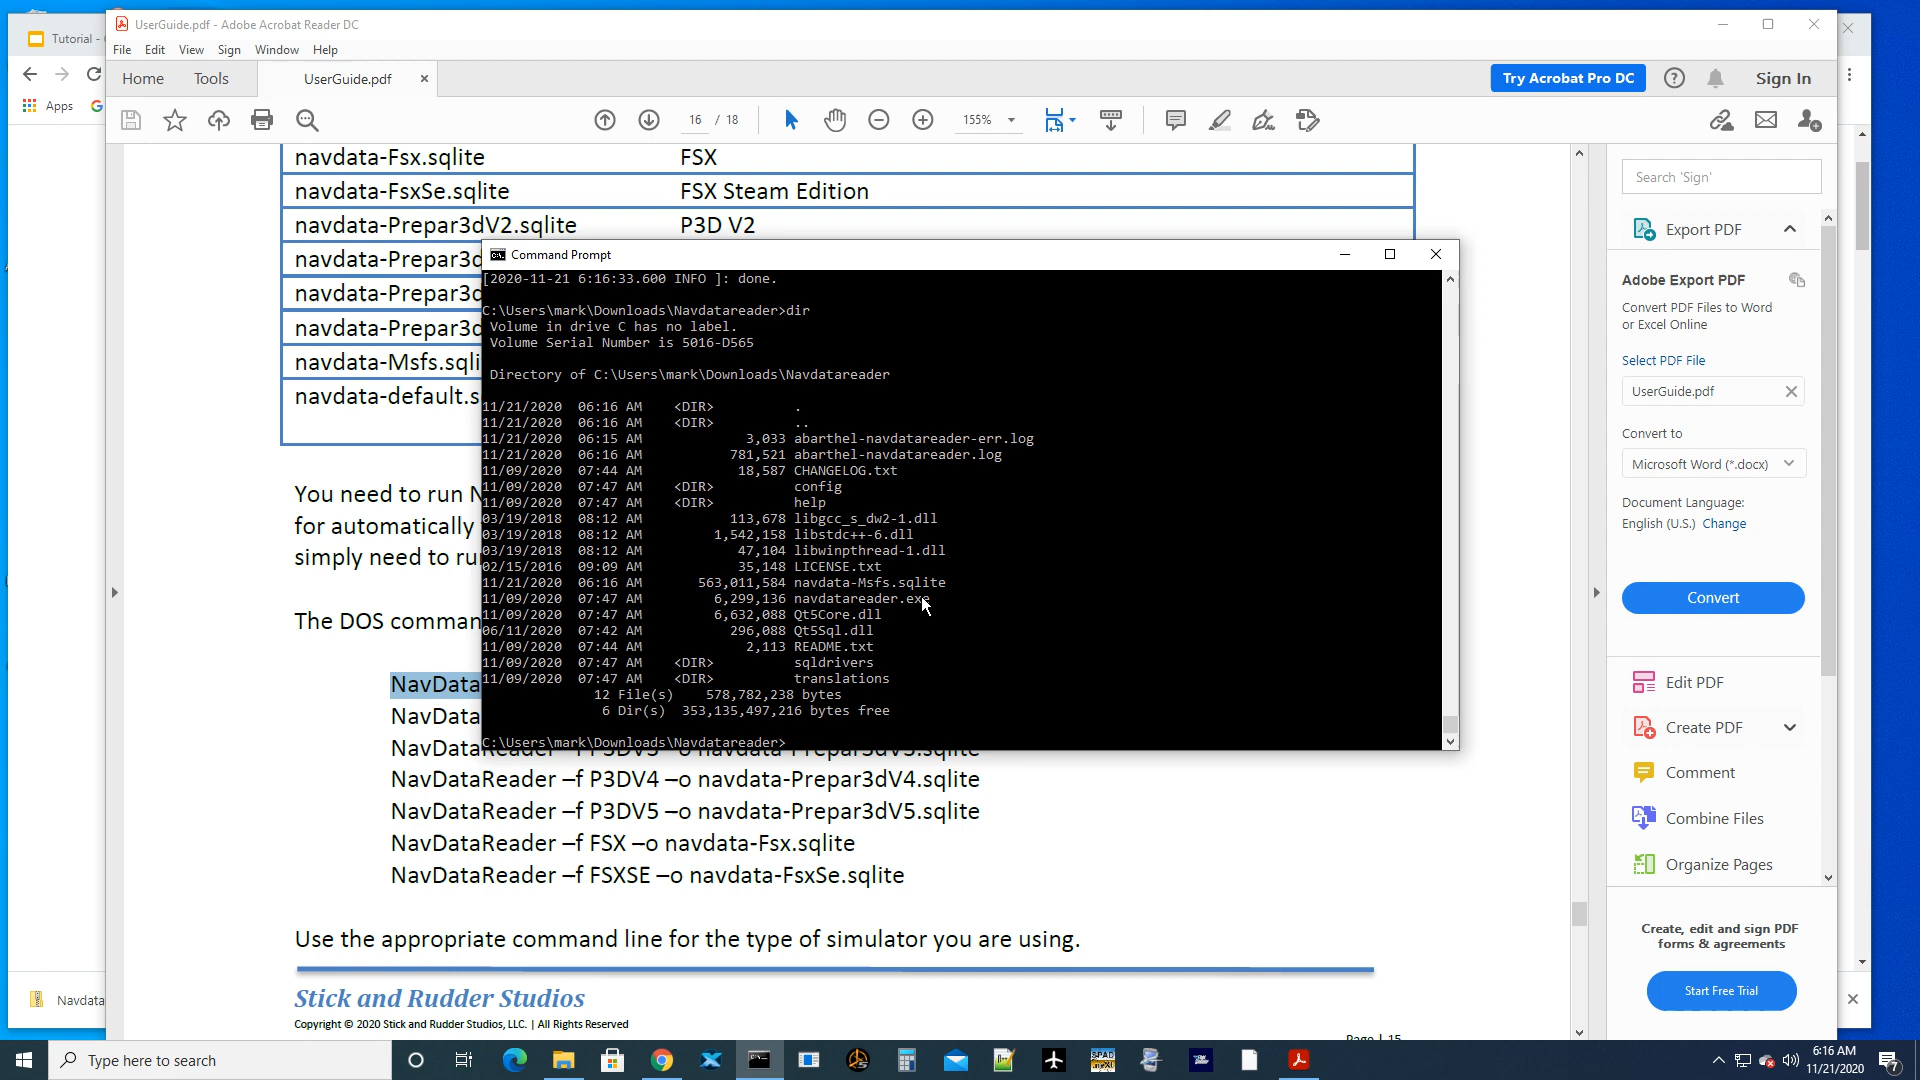 UserGuide.pdf - Adobe Acrobat Reader DC
Tutorial -
File Edit View Sign Window Help
Home Tools UserGuide.pdf Try Acrobat Pro DC Sign In
Apps
16 / 18 155%
navdata-Fsx.sqlite FSX
navdata-FsxSe.sqlite FSX Steam Edition
navdata-Prepar3dV2.sqlite P3D V2
navdata-Prepar3d
navdata-Prepar3d
navdata-Prepar3d
navdata-Msfs.sqli
navdata-default.s
You need to run N
for automatically
simply need to ru
The DOS comman
NavData
NavData
NavDataReader –f P3DV3 –o navdata-Prepar3dV3.sqlite
NavDataReader –f P3DV4 –o navdata-Prepar3dV4.sqlite
NavDataReader –f P3DV5 –o navdata-Prepar3dV5.sqlite
NavDataReader –f FSX –o navdata-Fsx.sqlite
NavDataReader –f FSXSE –o navdata-FsxSe.sqlite
Use the appropriate command line for the type of simulator you are using.
Stick and Rudder Studios
Copyright © 2020 Stick and Rudder Studios, LLC. | All Rights Reserved
Page | 15
Command Prompt
[2020-11-21 6:16:33.600 INFO ]: done.
C:\Users\mark\Downloads\Navdatareader>dir
Volume in drive C has no label.
Volume Serial Number is 5016-D565
Directory of C:\Users\mark\Downloads\Navdatareader
11/21/2020 06:16 AM <DIR> .
11/21/2020 06:16 AM <DIR> ..
11/21/2020 06:15 AM 3,033 abarthel-navdatareader-err.log
11/21/2020 06:16 AM 781,521 abarthel-navdatareader.log
11/09/2020 07:44 AM 18,587 CHANGELOG.txt
11/09/2020 07:47 AM <DIR> config
11/09/2020 07:47 AM <DIR> help
03/19/2018 08:12 AM 113,678 libgcc_s_dw2-1.dll
03/19/2018 08:12 AM 1,542,158 libstdc++-6.dll
03/19/2018 08:12 AM 47,104 libwinpthread-1.dll
02/15/2016 09:09 AM 35,148 LICENSE.txt
11/21/2020 06:16 AM 563,011,584 navdata-Msfs.sqlite
11/09/2020 07:47 AM 6,299,136 navdatareader.exe
11/09/2020 07:47 AM 6,632,088 Qt5Core.dll
06/11/2020 07:42 AM 296,088 Qt5Sql.dll
11/09/2020 07:44 AM 2,113 README.txt
11/09/2020 07:47 AM <DIR> sqldrivers
11/09/2020 07:47 AM <DIR> translations
12 File(s) 578,782,238 bytes
6 Dir(s) 353,135,497,216 bytes free
C:\Users\mark\Downloads\Navdatareader>
Search 'Sign'
Export PDF
Adobe Export PDF
Convert PDF Files to Word
or Excel Online
Select PDF File
UserGuide.pdf
Convert to
Microsoft Word (*.docx)
Document Language:
English (U.S.) Change
Convert
Edit PDF
Create PDF
Comment
Combine Files
Organize Pages
Create, edit and sign PDF
forms & agreements
Start Free Trial
Navdata
Type here to search
6:16 AM
11/21/2020
7